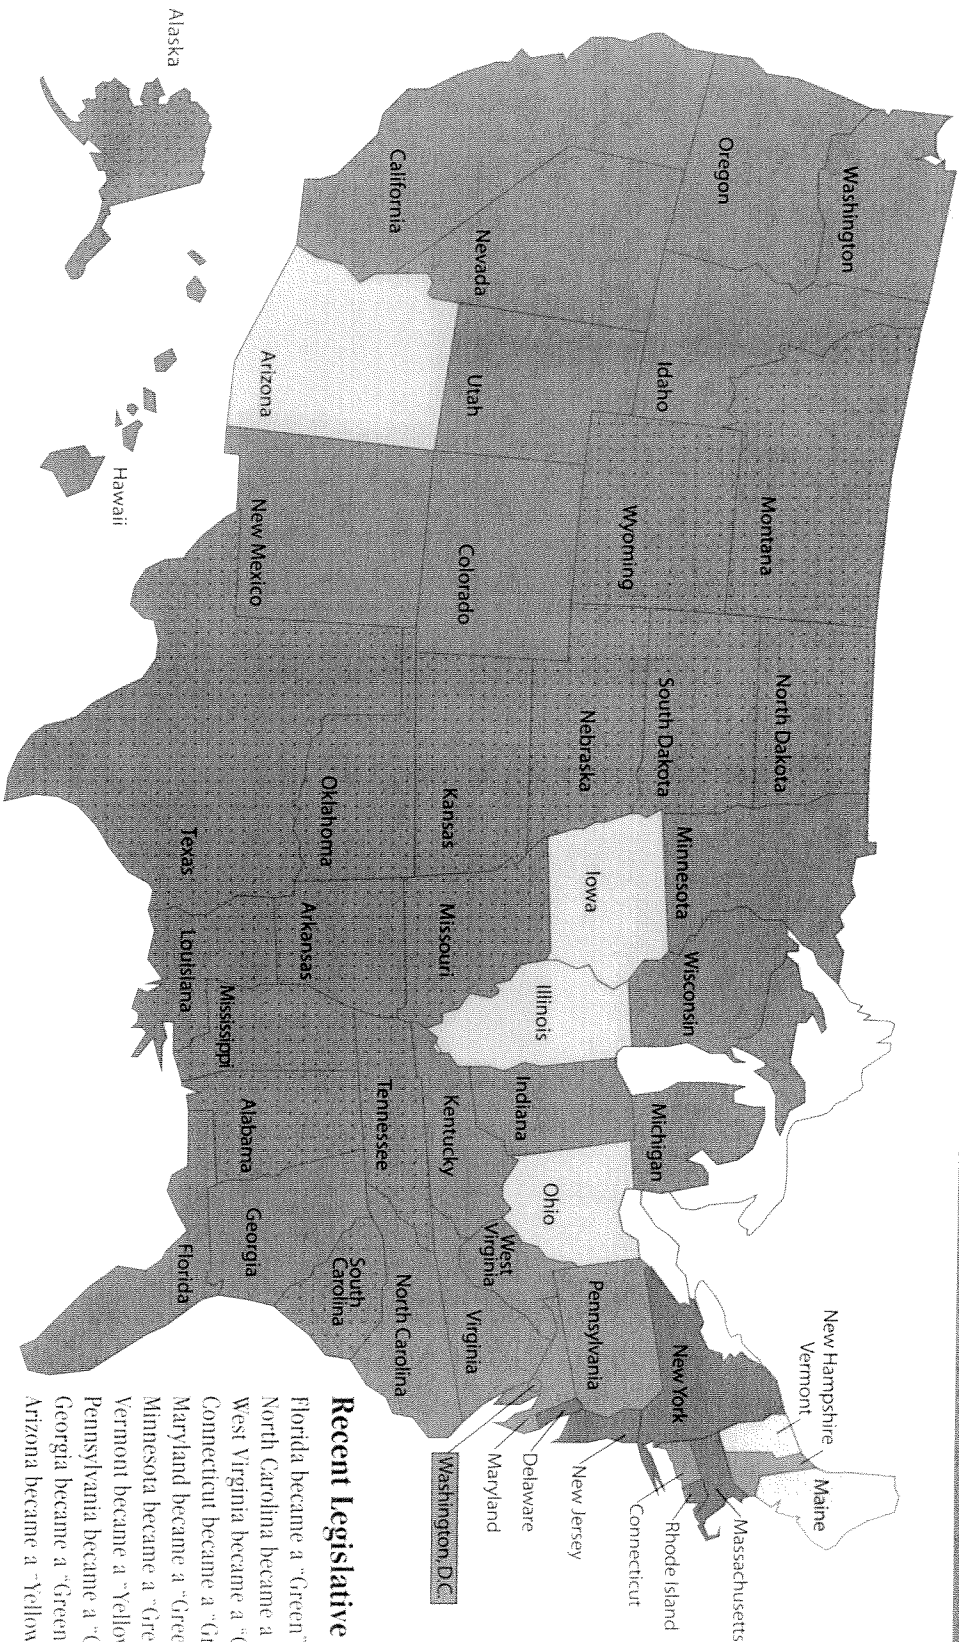 Washington
Oregon
California
Nevada
Idaho
Montana
Wyoming
Utah
Arizona
Colorado
New Mexico
North Dakota
South Dakota
Nebraska
Kansas
Oklahoma
Texas
Minnesota
Iowa
Missouri
Arkansas
Louisiana
Wisconsin
Illinois
Mississippi
Michigan
Indiana
Kentucky
Tennessee
Alabama
Ohio
West
Virginia
Virginia
North Carolina
South
Carolina
Georgia
Florida
Pennsylvania
New York
New Hampshire
Vermont
Maine
Massachusetts
Rhode Island
Connecticut
New Jersey
Delaware
Maryland
Washington, D.C.
Alaska
Hawaii
Recent Legislative
Florida became a "Green"
North Carolina became a
West Virginia became a "
Connecticut became a "
Maryland became a "Gree
Minnesota became a "Gre
Vermont became a "Yello
Pennsylvania became a "
Georgia became a "Green
Arizona became a "Yellow